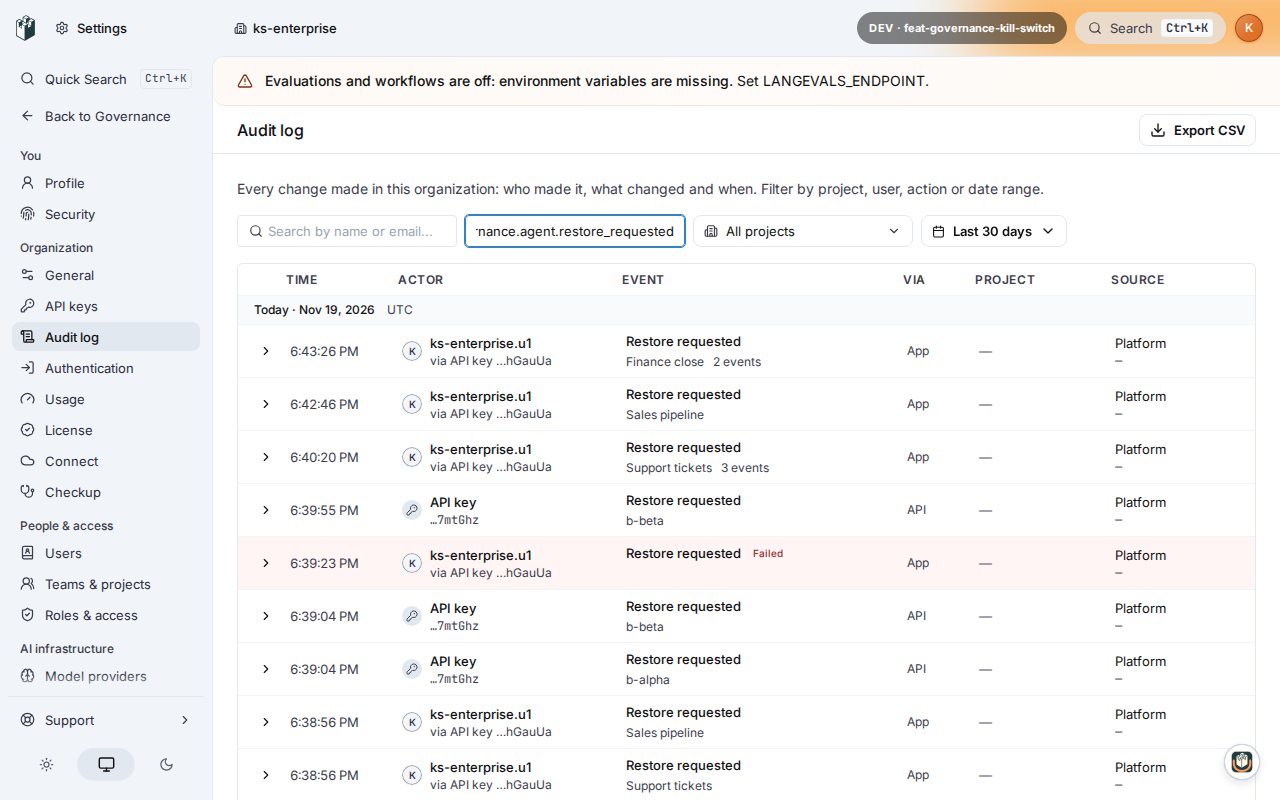 Settings
ks-enterprise
DEV · feat-governance-kill-switch
Search Ctrl+K
K
Quick Search Ctrl+K
Back to Governance
You
Profile
Security
Organization
General
API keys
Audit log
Authentication
Usage
License
Connect
Checkup
People & access
Users
Teams & projects
Roles & access
AI infrastructure
Model providers
Support
Evaluations and workflows are off: environment variables are missing. Set LANGEVALS_ENDPOINT.
Audit log
Export CSV
Every change made in this organization: who made it, what changed and when. Filter by project, user, action or date range.
Search by name or email...
nance.agent.restore_requested
All projects
Last 30 days
TIME ACTOR EVENT VIA PROJECT SOURCE
Today · Nov 19, 2026 UTC
6:43:26 PM K ks-enterprise.u1 Restore requested App — Platform
via API key ...hGauUa Finance close 2 events –
6:42:46 PM K ks-enterprise.u1 Restore requested App — Platform
via API key ...hGauUa Sales pipeline –
6:40:20 PM K ks-enterprise.u1 Restore requested App — Platform
via API key ...hGauUa Support tickets 3 events –
6:39:55 PM API key Restore requested API — Platform
…7mtGhz b-beta –
6:39:23 PM K ks-enterprise.u1 Restore requested Failed App — Platform
via API key ...hGauUa –
6:39:04 PM API key Restore requested API — Platform
…7mtGhz b-beta –
6:39:04 PM API key Restore requested API — Platform
…7mtGhz b-alpha –
6:38:56 PM K ks-enterprise.u1 Restore requested App — Platform
via API key ...hGauUa Sales pipeline –
6:38:56 PM K ks-enterprise.u1 Restore requested App — Platform
via API key ...hGauUa Support tickets –